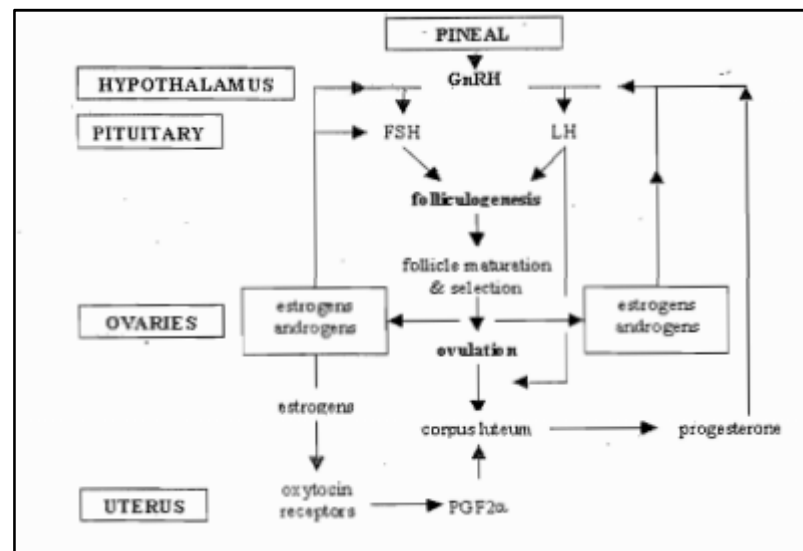 PINEAL
HYPOTHALAMUS
GnRH
PITUITARY
FSH
LH
folliculogenesis
follicle maturation
& selection
OVARIES
estrogens
androgens
estrogens
androgens
ovulation
estrogens
corpus luteum
progesterone
UTERUS
oxytocin
receptors
PGF2α